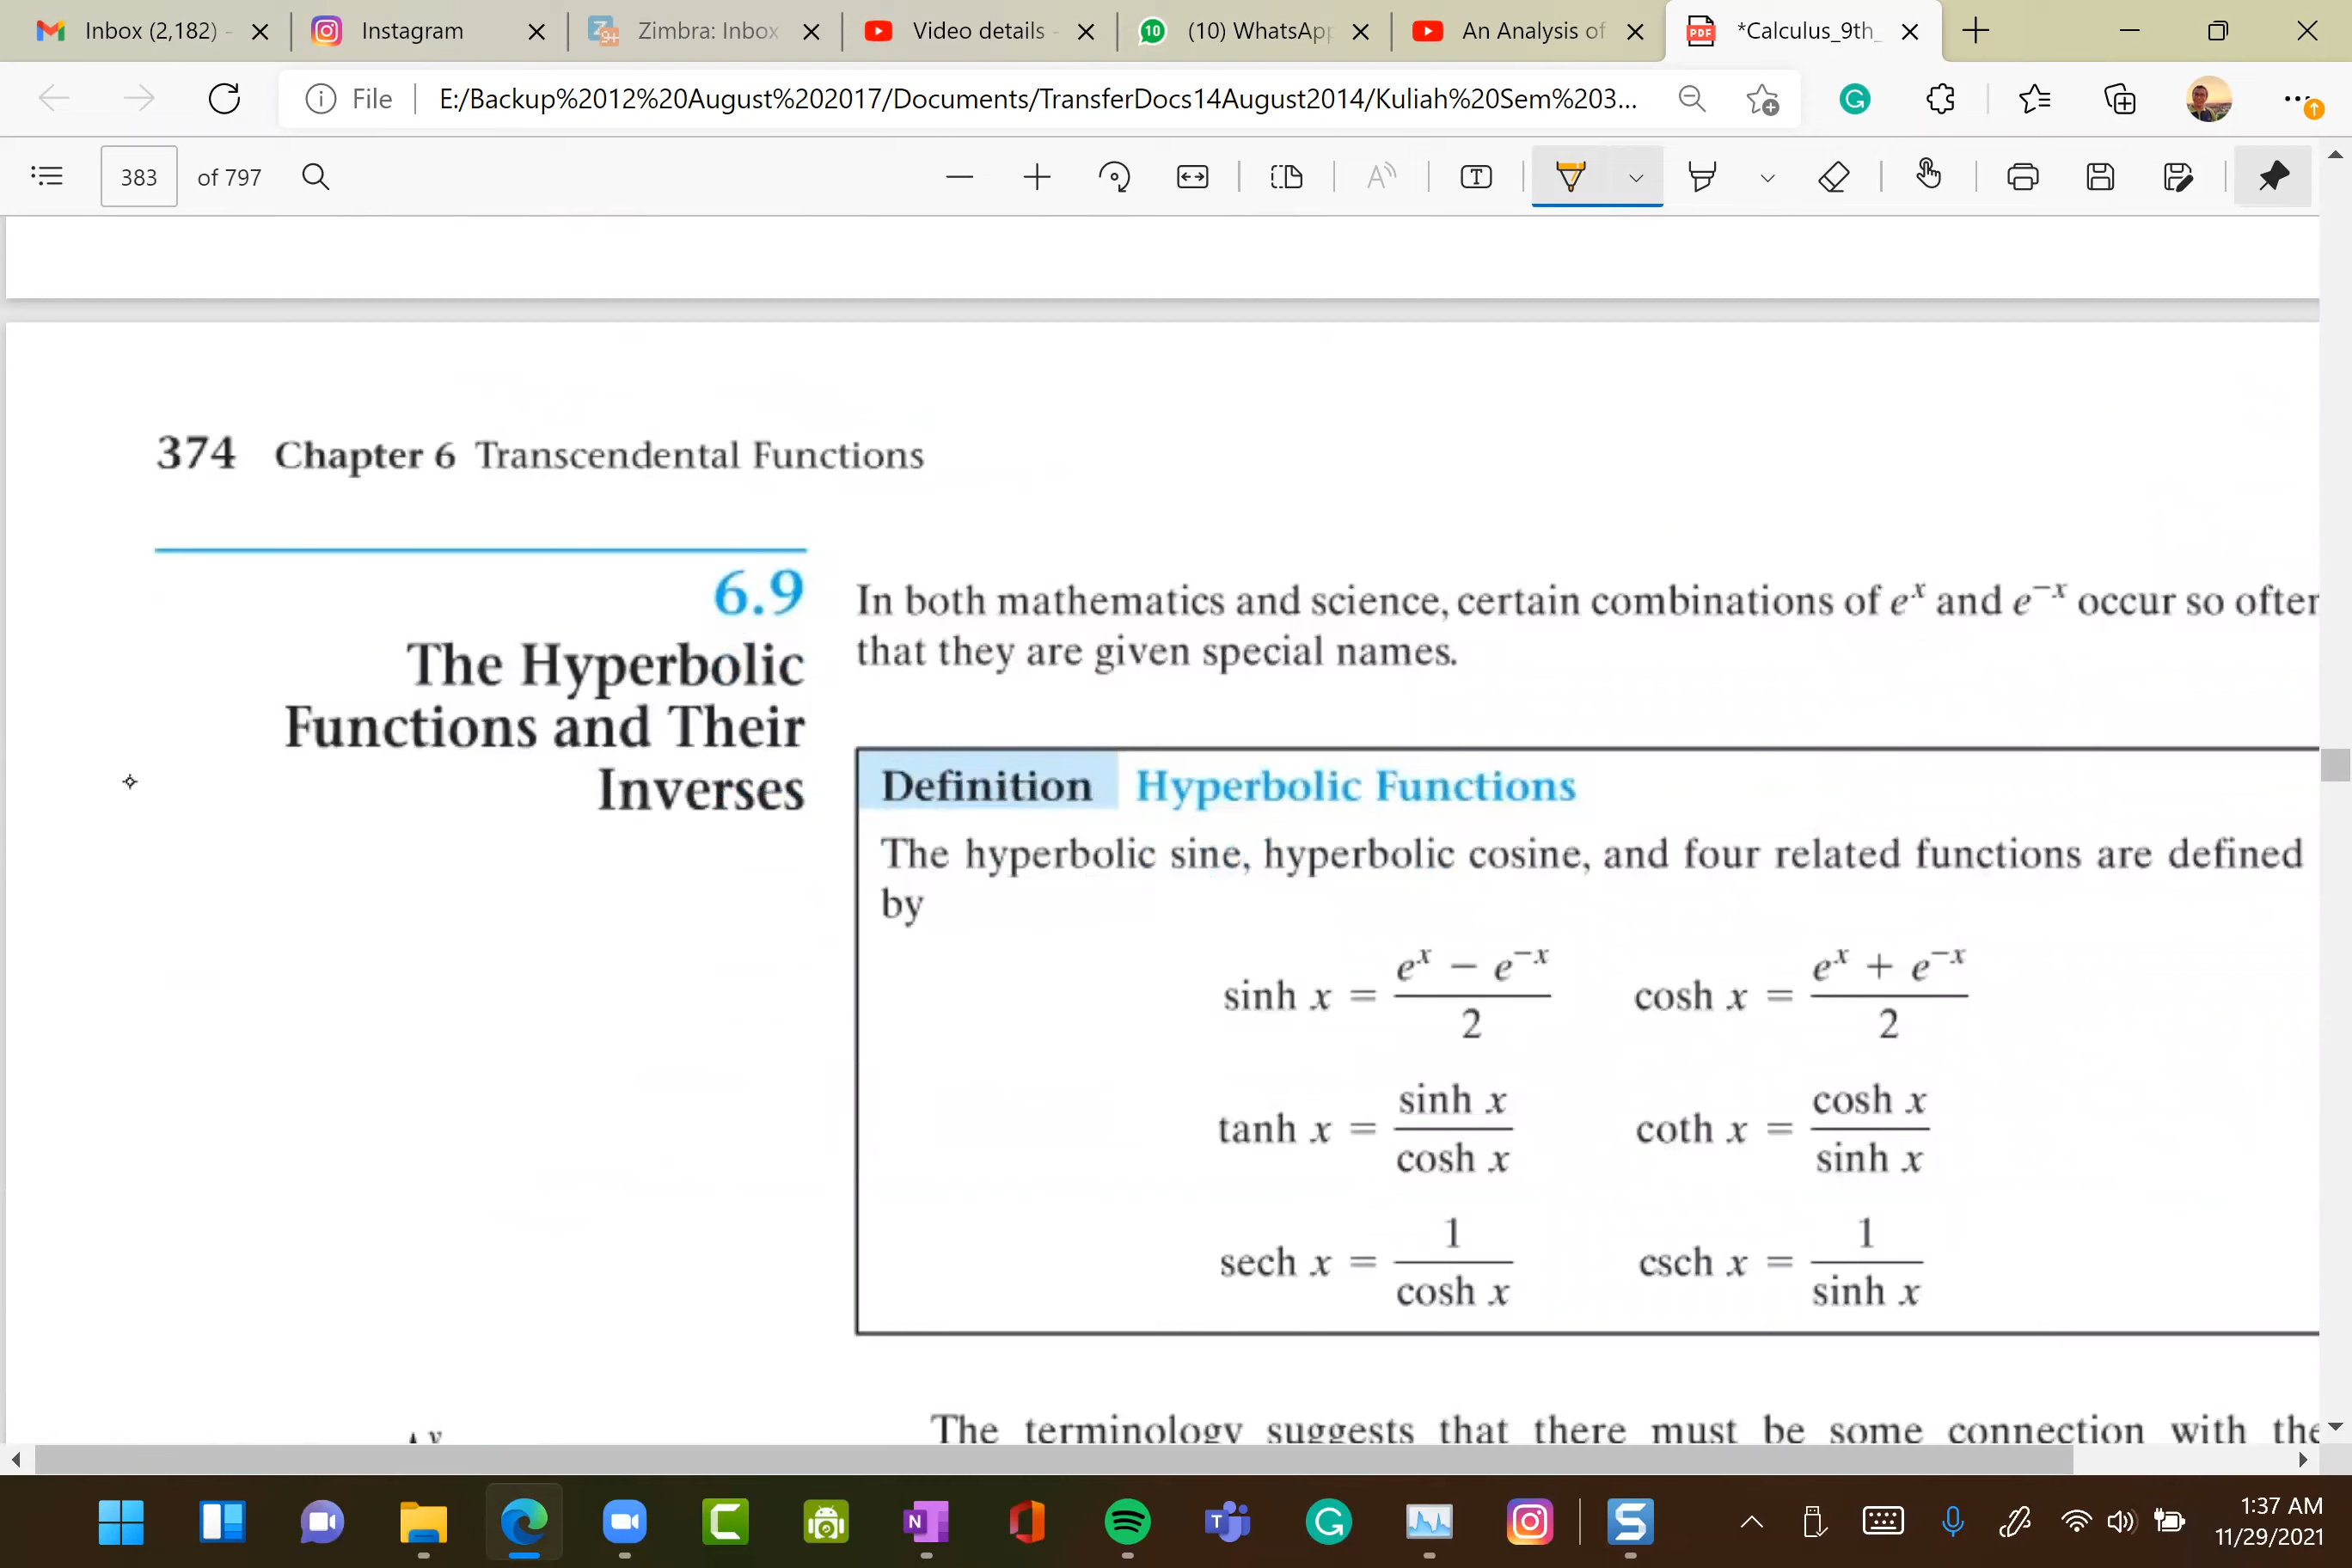 Inbox (2,182) -
Instagram
Zimbra: Inbox
Video details -
(10) WhatsApp
An Analysis of
*Calculus_9th_
File
E:/Backup%2012%20August%202017/Documents/TransferDocs14August2014/Kuliah%20Sem%203...
383 of 797
374 Chapter 6 Transcendental Functions
6.9
The Hyperbolic
Functions and Their
Inverses
In both mathematics and science, certain combinations of eˣ and e⁻ˣ occur so often
that they are given special names.
Definition Hyperbolic Functions
The hyperbolic sine, hyperbolic cosine, and four related functions are defined
by
sinh x = (eˣ − e⁻ˣ)/2 cosh x = (eˣ + e⁻ˣ)/2
tanh x = sinh x/cosh x coth x = cosh x/sinh x
sech x = 1/cosh x csch x = 1/sinh x
The terminology suggests that there must be some connection with the
y
1:37 AM
11/29/2021